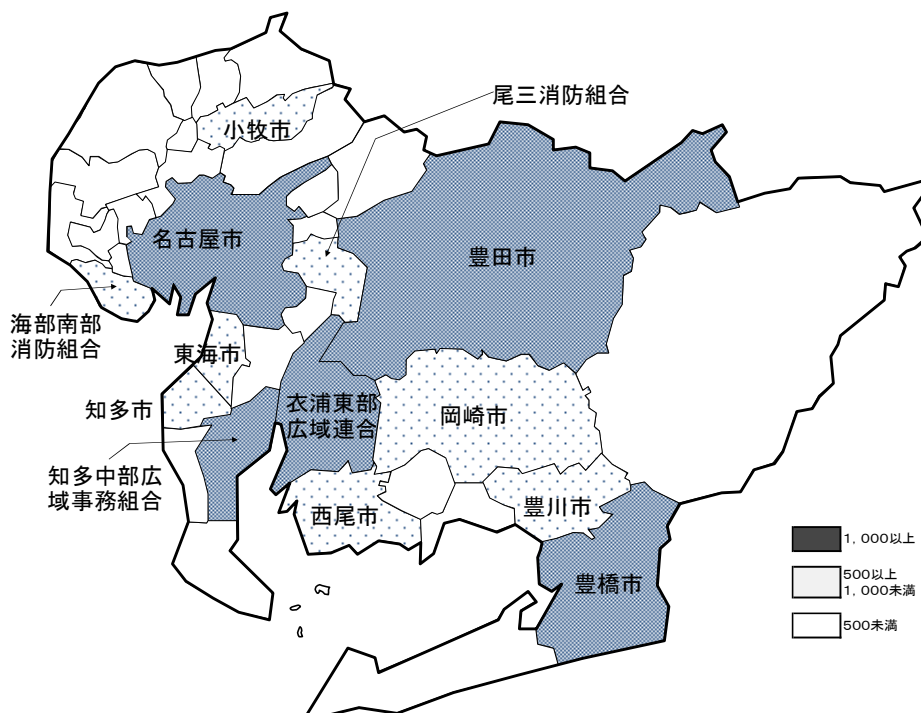 尾三消防組合
小牧市
名古屋市
豊田市
海部南部
消防組合
東海市
知多市
衣浦東部
広域連合
岡崎市
知多中部広
域事務組合
西尾市
豊川市
豊橋市
1,000以上
500以上
1,000未満
500未満